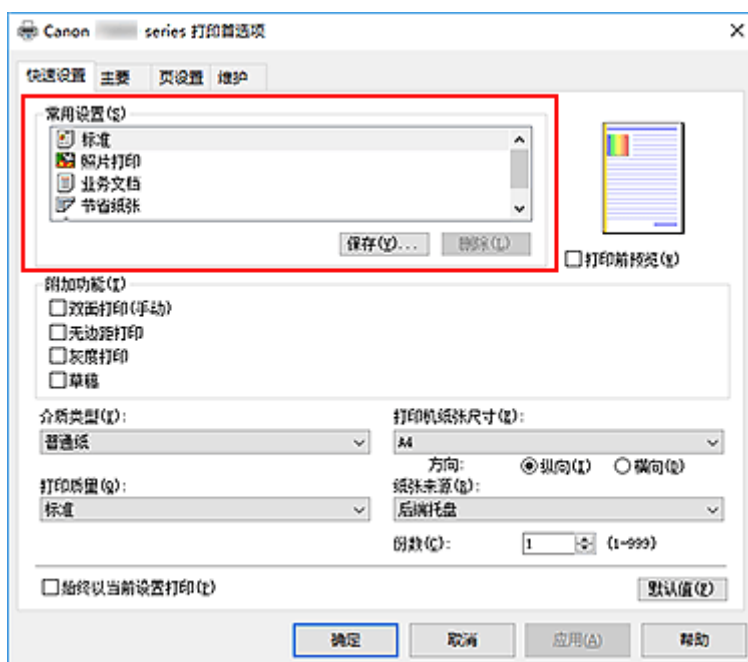 Canon series 打印首选项
快速设置 主要 页设置 维护
常用设置(S)
标准
照片打印
业务文档
节省纸张
保存(V)... 删除(L)
打印前预览(W)
附加功能(I)
双面打印(手动)
无边距打印
灰度打印
草稿
介质类型(Y): 打印机纸张尺寸(Z):
普通纸 A4
方向: 纵向(I) 横向(D)
打印质量(Q): 纸张来源(B):
标准 后端托盘
份数(C): 1 (1-999)
始终以当前设置打印(P) 默认值(Z)
确定 取消 应用(A) 帮助